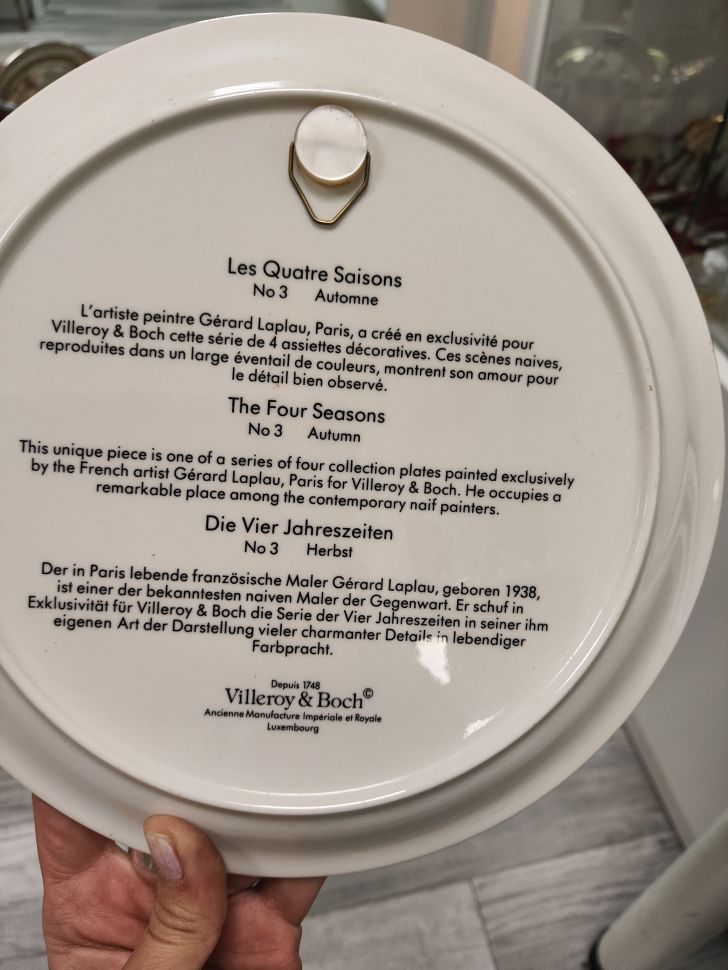 Les Quatre Saisons
No 3 Automne
L'artiste peintre Gérard Laplau, Paris, a créé en exclusivité pour
Villeroy & Boch cette série de 4 assiettes décoratives. Ces scènes naives,
reproduites dans un large éventail de couleurs, montrent son amour pour
le détail bien observé.
The Four Seasons
No 3 Autumn
This unique piece is one of a series of four collection plates painted exclusively
by the French artist Gérard Laplau, Paris for Villeroy & Boch. He occupies a
remarkable place among the contemporary naif painters.
Die Vier Jahreszeiten
No 3 Herbst
Der in Paris lebende französische Maler Gérard Laplau, geboren 1938,
ist einer der bekanntesten naiven Maler der Gegenwart. Er schuf in
Exklusivität für Villeroy & Boch die Serie der Vier Jahreszeiten in seiner ihm
eigenen Art der Darstellung vieler charmanter Details in lebendiger
Farbpracht.
Depuis 1748
Villeroy & Boch©
Ancienne Manufacture Impériale et Royale
Luxembourg